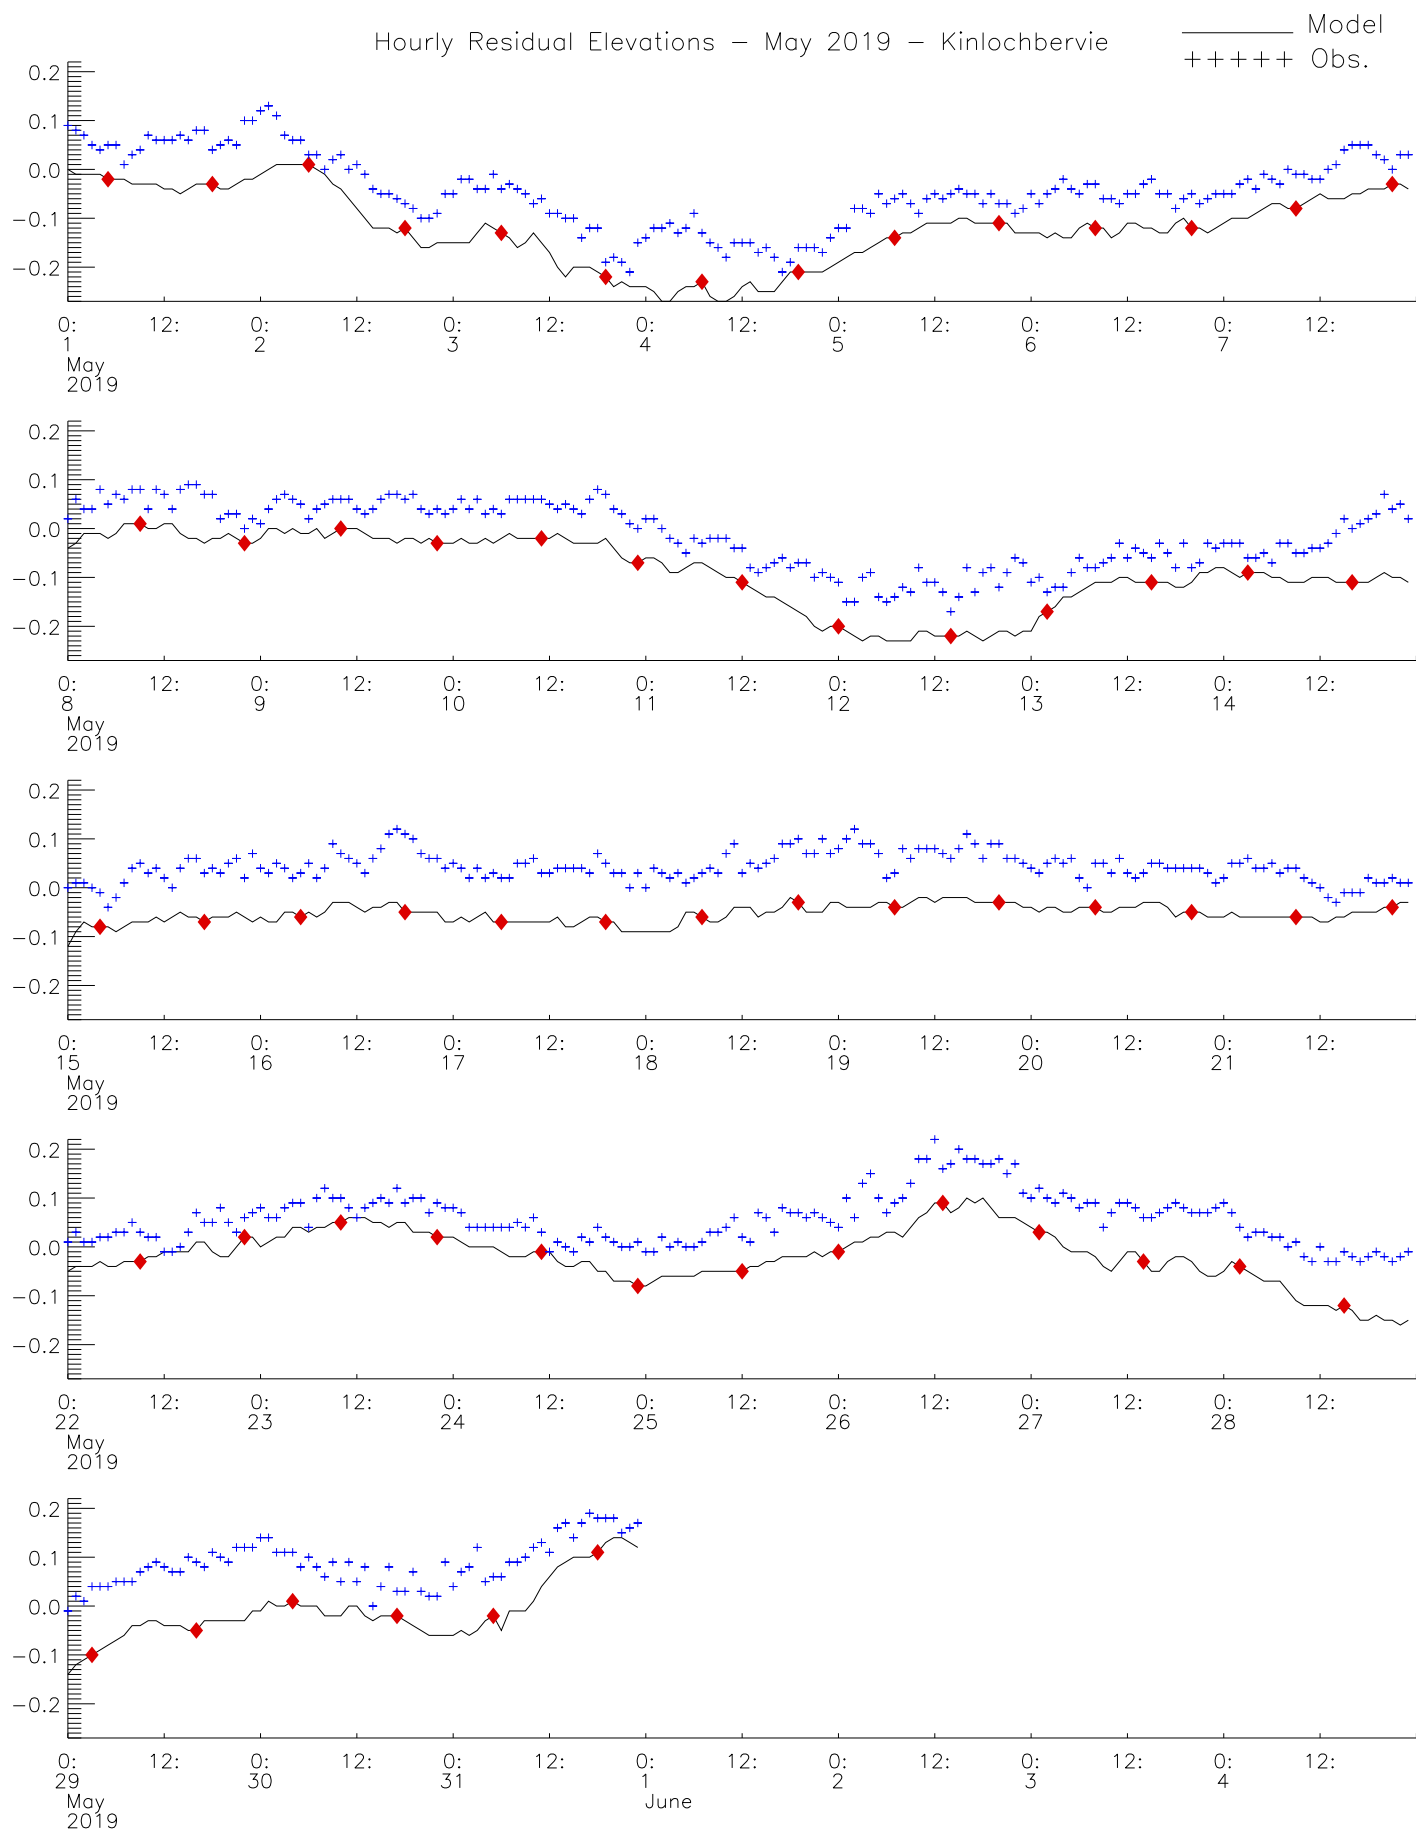 Hourly Residual Elevations – May 2019 – Kinlochbervie
Model
+++++ Obs.
0.2
0.1
0.0
−0.1
−0.2
0: 12: 0: 12: 0: 12: 0: 12: 0: 12: 0: 12: 0: 12:
1 2 3 4 5 6 7
May
2019
0.2
0.1
0.0
−0.1
−0.2
0: 12: 0: 12: 0: 12: 0: 12: 0: 12: 0: 12: 0: 12:
8 9 10 11 12 13 14
May
2019
0.2
0.1
0.0
−0.1
−0.2
0: 12: 0: 12: 0: 12: 0: 12: 0: 12: 0: 12: 0: 12:
15 16 17 18 19 20 21
May
2019
0.2
0.1
0.0
−0.1
−0.2
0: 12: 0: 12: 0: 12: 0: 12: 0: 12: 0: 12: 0: 12:
22 23 24 25 26 27 28
May
2019
0.2
0.1
0.0
−0.1
−0.2
0: 12: 0: 12: 0: 12: 0: 12: 0: 12: 0: 12: 0: 12:
29 30 31 1 2 3 4
May June
2019